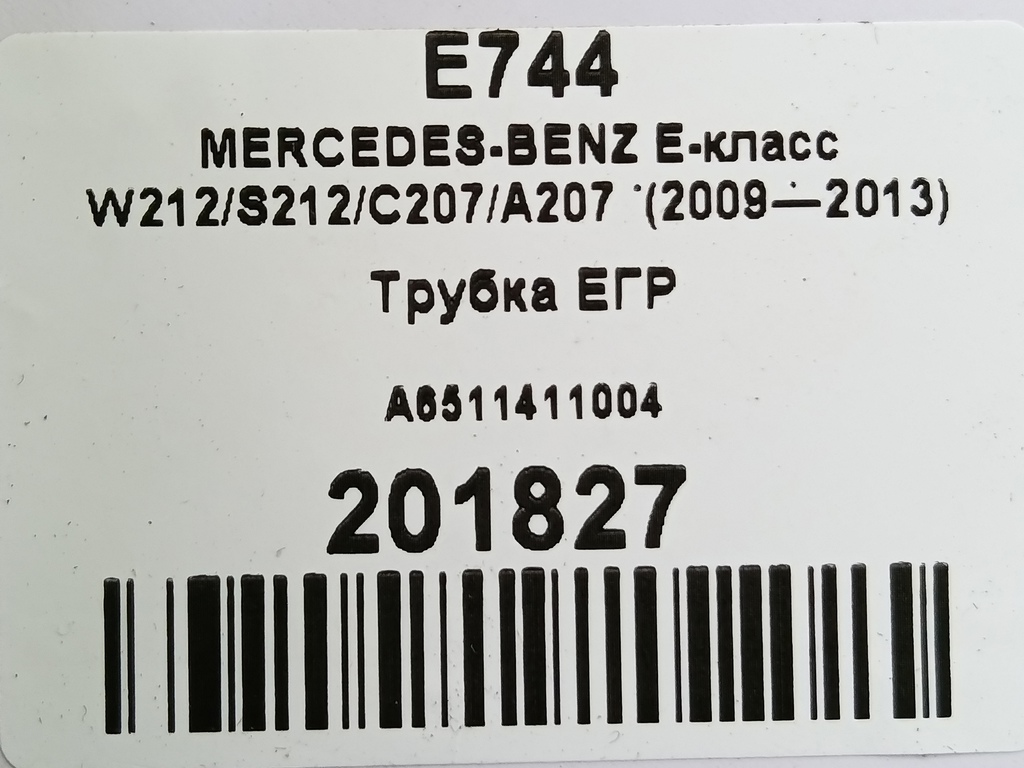 E744
MERCEDES-BENZ E-класс
W212/S212/C207/A207 (2009—2013)
Трубка ЕГР
A6511411004
201827